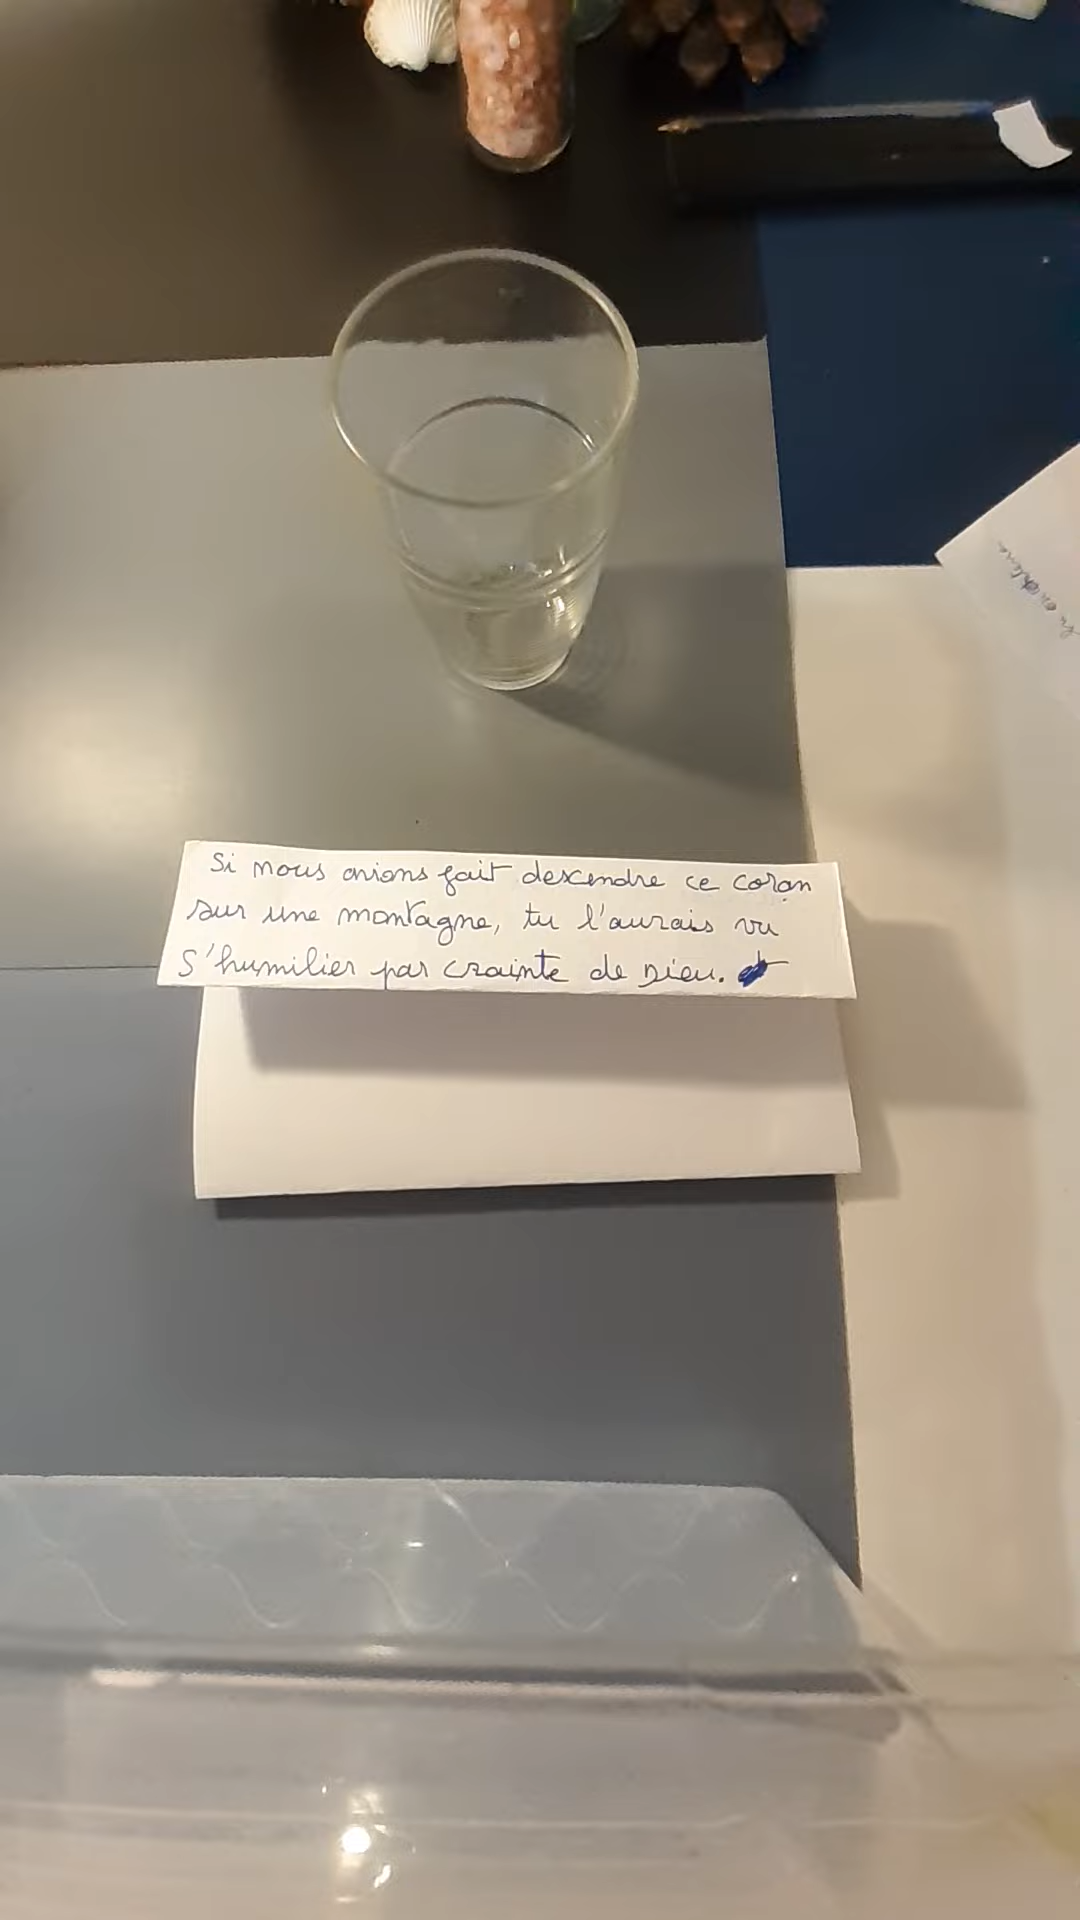 Si nous avions fait descendre ce coran
sur une montagne, tu l'aurais vu
s'humilier par crainte de Dieu.